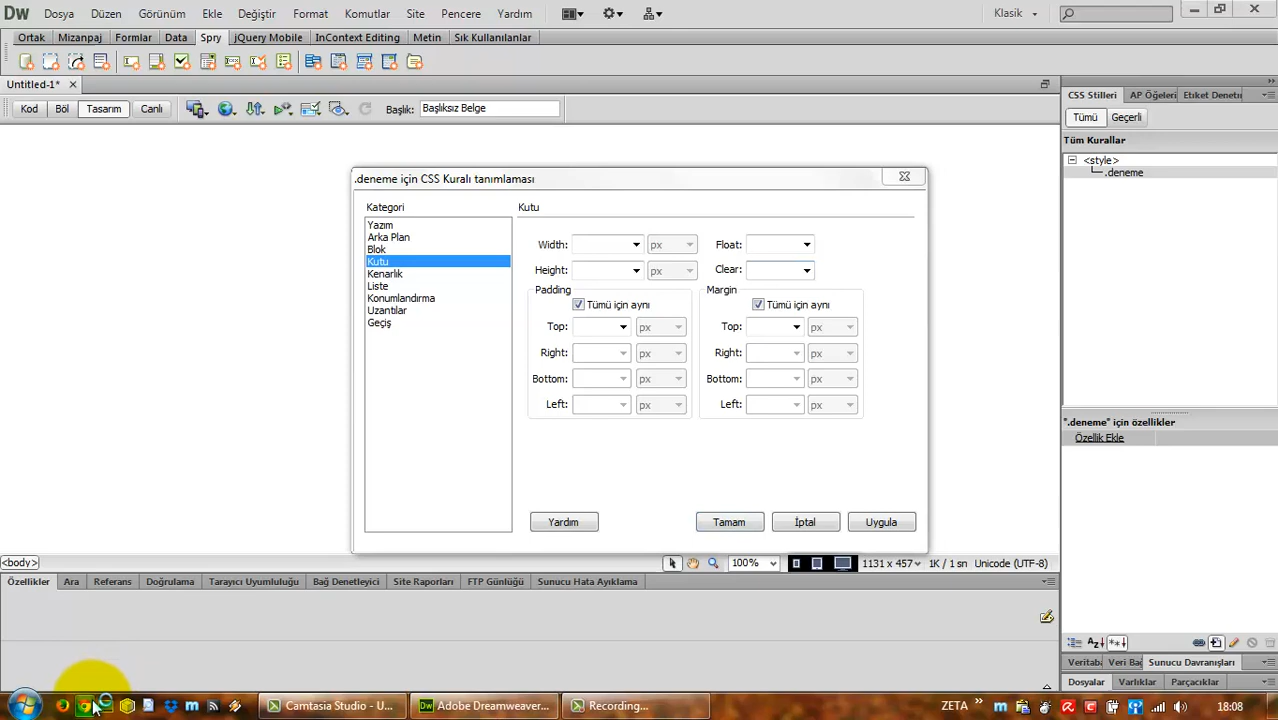 Dw Dosya Düzen Görünüm Ekle Değiştir Format Komutlar Site Pencere Yardım Klasik
Ortak Mizanpaj Formlar Data Spry jQuery Mobile InContext Editing Metin Sık Kullanılanlar
Untitled-1*
Kod Böl Tasarım Canlı Başlık: Başlıksız Belge
CSS Stilleri AP Öğeleri Etiket Denetı
Tümü Geçerli
Tüm Kurallar
<style>
.deneme
.deneme için CSS Kuralı tanımlaması
Kategori Kutu
Yazım
Arka Plan
Blok
Kutu
Kenarlık
Liste
Konumlandırma
Uzantılar
Geçiş
Width: px Float:
Height: px Clear:
Padding Margin
Tümü için aynı Tümü için aynı
Top: px Top: px
Right: px Right: px
Bottom: px Bottom: px
Left: px Left: px
Yardım Tamam İptal Uygula
".deneme" için özellikler
Özellik Ekle
<body> 100% 1131 x 457 1K / 1 sn Unicode (UTF-8)
Özellikler Ara Referans Doğrulama Tarayıcı Uyumluluğu Bağ Denetleyici Site Raporları FTP Günlüğü Sunucu Hata Ayıklama
Az
Veritaba Veri Bağ Sunucu Davranışları
Dosyalar Varlıklar Parçacıklar
Camtasia Studio - U... Adobe Dreamweaver... Recording... ZETA » 18:08